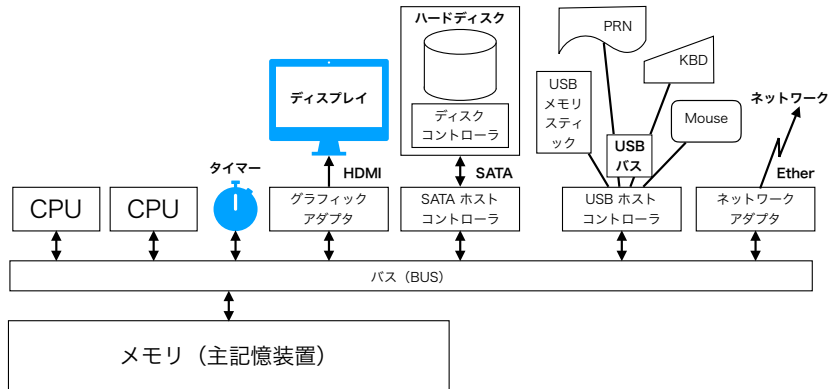 ハードディスク
PRN
KBD
ディスプレイ
USB
メモリ
スティ
ック
ネットワーク
ディスク
コントローラ
Mouse
USB
バス
タイマー
HDMI
SATA
Ether
CPU
CPU
グラフィック
アダプタ
SATA ホスト
コントローラ
USB ホスト
コントローラ
ネットワーク
アダプタ
バス（BUS）
メモリ（主記憶装置）